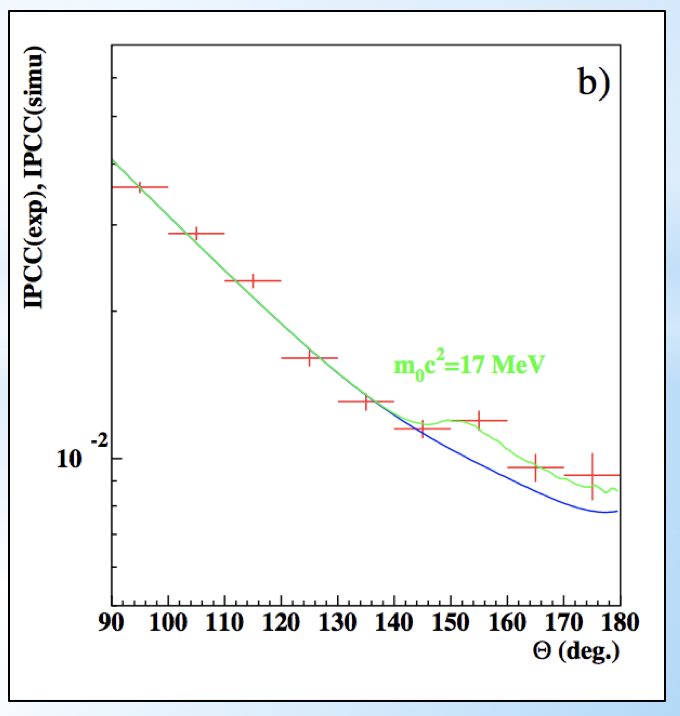 b)
IPCC(exp), IPCC(simu)
m₀c²=17 MeV
10⁻²
90 100 110 120 130 140 150 160 170 180
Θ (deg.)